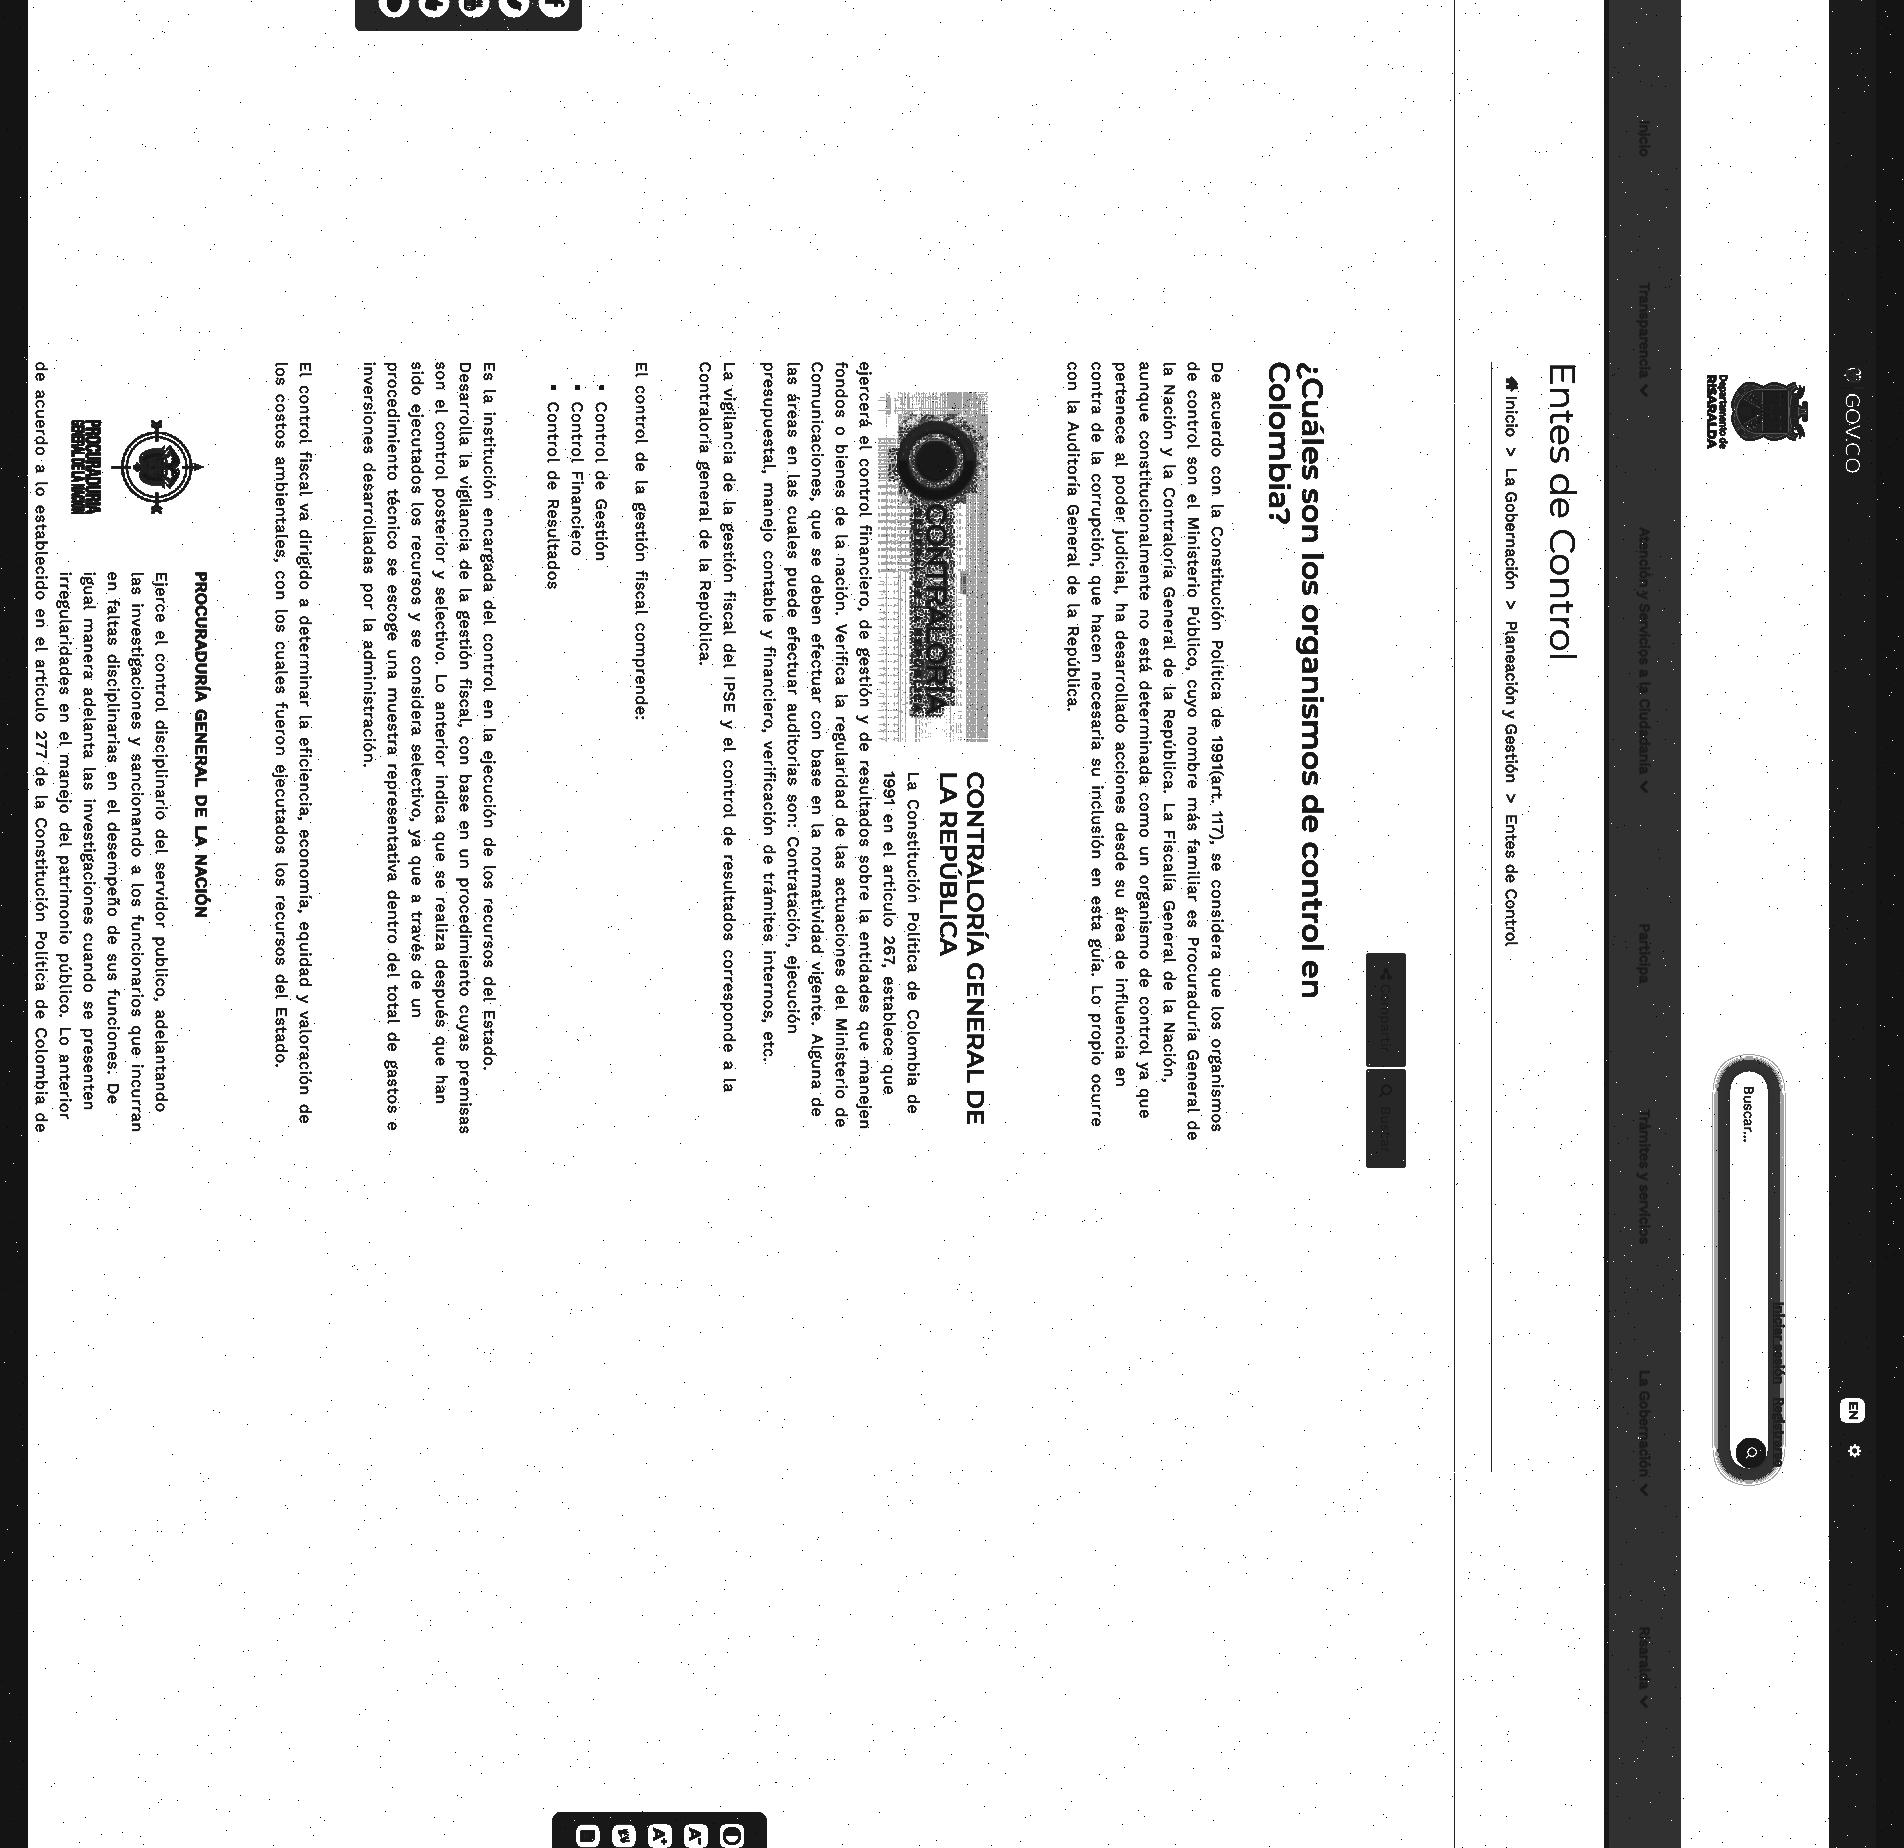 GOV.CO
EN
Iniciar sesión Registrarse
Departamento de
RISARALDA
Buscar...
Inicio
Transparencia
Atención y Servicios a la Ciudadanía
Participa
Trámites y servicios
La Gobernación
Risaralda
Entes de Control
Inicio > La Gobernación > Planeación y Gestión > Entes de Control
Compartir
Buscar
¿Cuáles son los organismos de control en
Colombia?
De acuerdo con la Constitución Política de 1991(art. 117), se considera que los organismos
de control son el Ministerio Público, cuyo nombre más familiar es Procuraduría General de
la Nación y la Contraloría General de la República. La Fiscalía General de la Nación,
aunque constitucionalmente no está determinada como un organismo de control ya que
pertenece al poder judicial, ha desarrollado acciones desde su área de influencia en
contra de la corrupción, que hacen necesaria su inclusión en esta guía. Lo propio ocurre
con la Auditoría General de la República.
CONTRALORÍA
CONTRALORÍA GENERAL DE
LA REPÚBLICA
La Constitución Política de Colombia de
1991 en el artículo 267, establece que
ejercerá el control financiero, de gestión y de resultados sobre la entidades que manejen
fondos o bienes de la nación. Verifica la regularidad de las actuaciones del Ministerio de
Comunicaciones, que se deben efectuar con base en la normatividad vigente. Alguna de
las áreas en las cuales puede efectuar auditorias son: Contratación, ejecución
presupuestal, manejo contable y financiero, verificación de trámites internos, etc.
La vigilancia de la gestión fiscal del IPSE y el control de resultados corresponde a la
Contraloría general de la República.
El control de la gestión fiscal comprende:
▪ Control de Gestión
▪ Control Financiero
▪ Control de Resultados
Es la institución encargada del control en la ejecución de los recursos del Estado.
Desarrolla la vigilancia de la gestión fiscal, con base en un procedimiento cuyas premisas
son el control posterior y selectivo. Lo anterior indica que se realiza después que han
sido ejecutados los recursos y se considera selectivo, ya que a través de un
procedimiento técnico se escoge una muestra representativa dentro del total de gastos e
inversiones desarrolladas por la administración.
El control fiscal va dirigido a determinar la eficiencia, economía, equidad y valoración de
los costos ambientales, con los cuales fueron ejecutados los recursos del Estado.
PROCURADURIA
GENERAL DE LA NACION
PROCURADURÍA GENERAL DE LA NACIÓN
Ejerce el control disciplinario del servidor publico, adelantando
las investigaciones y sancionando a los funcionarios que incurran
en faltas disciplinarias en el desempeño de sus funciones. De
igual manera adelanta las investigaciones cuando se presenten
irregularidades en el manejo del patrimonio público. Lo anterior
de acuerdo a lo establecido en el artículo 277 de la Constitución Política de Colombia de